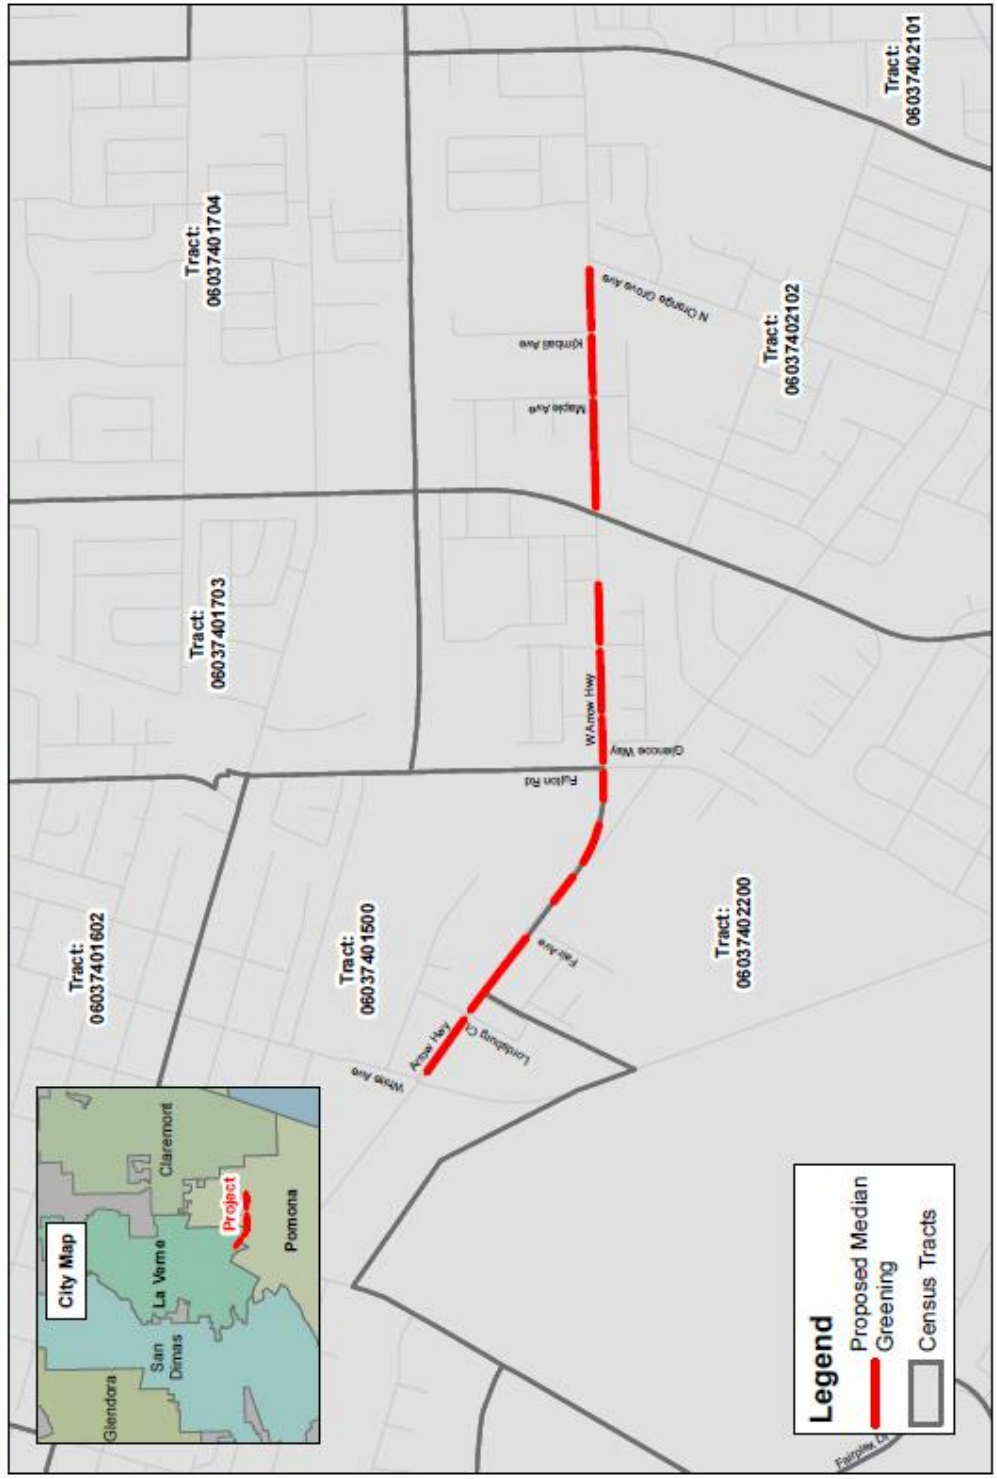 City Map
Glendora
San
Dimas
La Verne
Claremont
Project
Pomona
Tract:
06037401602
Tract:
06037401703
Tract:
06037401704
Tract:
06037401500
White Ave
Arrow Hwy
Lordsburg Ct
Fair Ave
Fulton Rd
W Arrow Hwy
Glencoe Way
Maple Ave
Kimball Ave
N Orange Grove Ave
Tract:
06037402200
Tract:
06037402102
Tract:
06037402101
Legend
Proposed Median
Greening
Census Tracts
Fairplex Dr